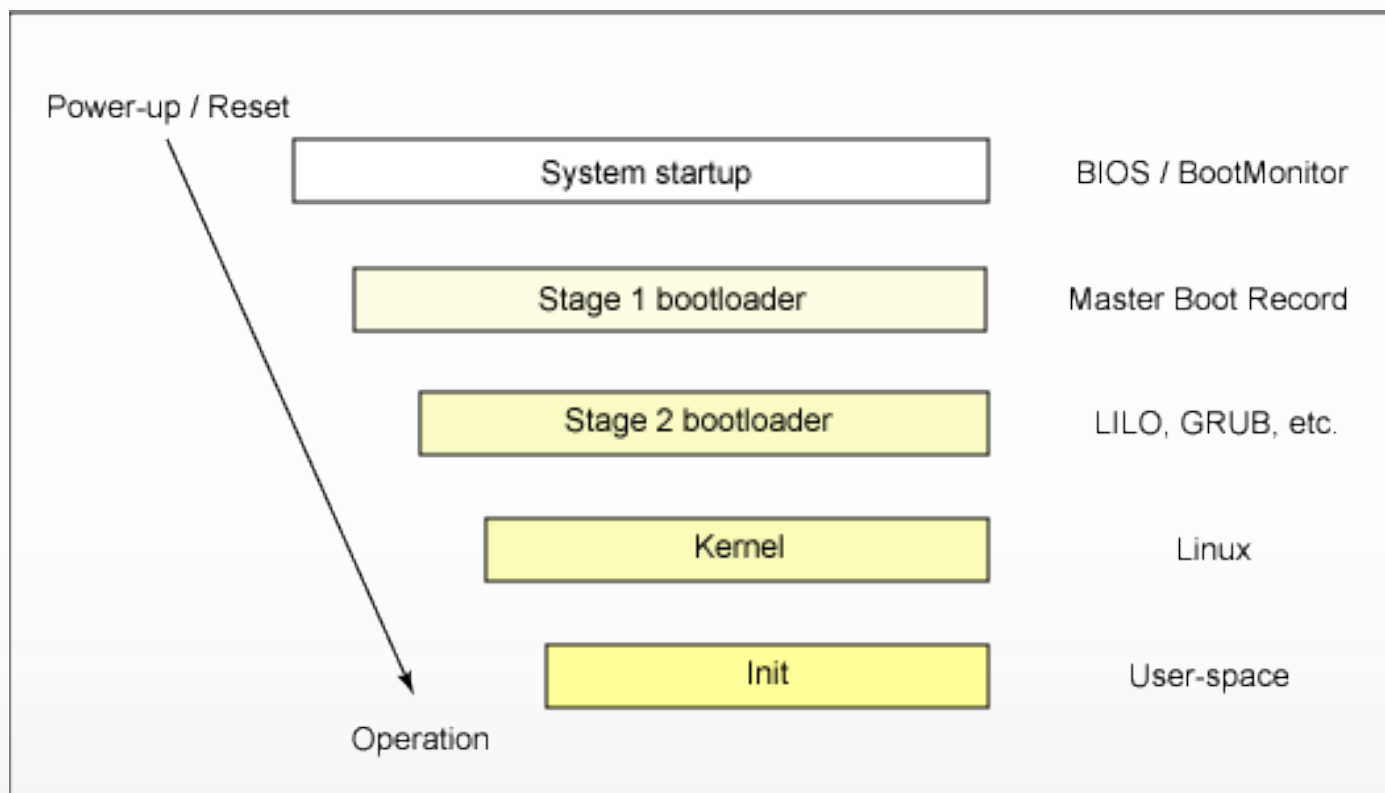 Power-up / Reset
System startup
BIOS / BootMonitor
Stage 1 bootloader
Master Boot Record
Stage 2 bootloader
LILO, GRUB, etc.
Kernel
Linux
Init
User-space
Operation